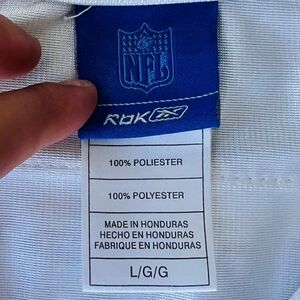 NFL
RBK
100% POLIESTER
100% POLYESTER
MADE IN HONDURAS
HECHO EN HONDURAS
FABRIQUE EN HONDURAS
L/G/G